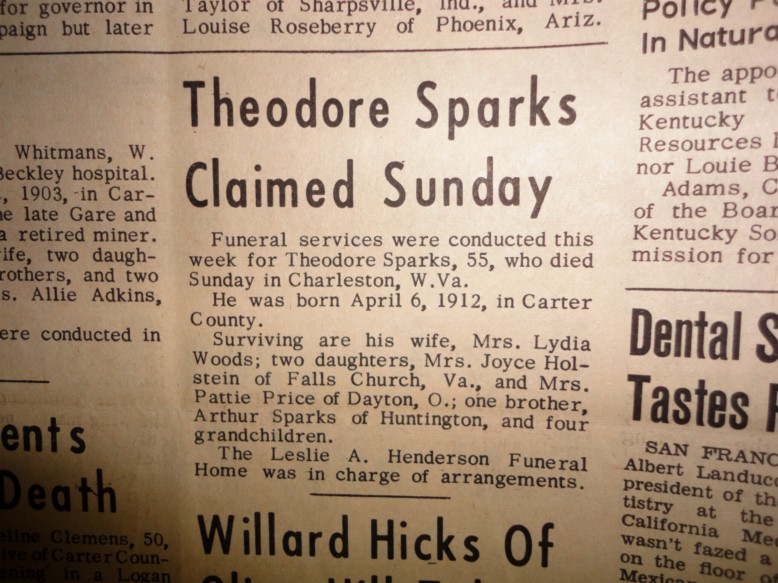 for governor in
paign but later
Whitmans, W.
Beckley hospital.
, 1903, in Car-
late Gare and
a retired miner.
two daugh-
and two
s. Allie Adkins,
were conducted in
ents
Death
Clemens, 50,
of Carter Coun-
in a Logan
Taylor of Sharpsville, Ind., and Mrs.
Louise Roseberry of Phoenix, Ariz.
Theodore Sparks
Claimed Sunday
Funeral services were conducted this
week for Theodore Sparks, 55, who died
Sunday in Charleston, W.Va.
He was born April 6, 1912, in Carter
County.
Surviving are his wife, Mrs. Lydia
Woods; two daughters, Mrs. Joyce Hol-
stein of Falls Church, Va., and Mrs.
Pattie Price of Dayton, O.; one brother,
Arthur Sparks of Huntington, and four
grandchildren.
The Leslie A. Henderson Funeral
Home was in charge of arrangements.
Willard Hicks Of
Policy
In Natura
The appo
assistant t
Kentucky
Resources
nor Louie B
Adams, C
of the Boar
Kentucky So
mission for
Dental S
Tastes
SAN FRANC
Albert Landucc
president of th
tistry at the
California Me
wasn't fazed a
on the floor